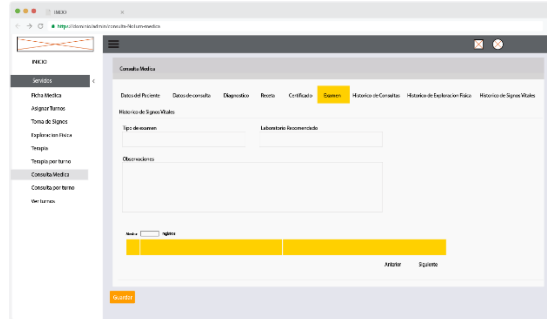 INICIO
https://dominio/admin/consulta-No1um-medica
INICIO
Servicios
Ficha Medica
Asignar Turnos
Toma de Signos
Exploracion Fisica
Terapia
Terapia por turno
Consulta Medica
Consulta por turno
Ver turnos
Consulta Medica
Datos del Paciente Datos de consulta Diagnostico Receta Certificado Examen Historico de Consultas Historico de Exploracion Fisica Historico de Signos Vitales
Historico de Signos Vitales
Tipo de examen Laboratorio Recomendado
Observaciones
Anterior Siguiente
Guardar